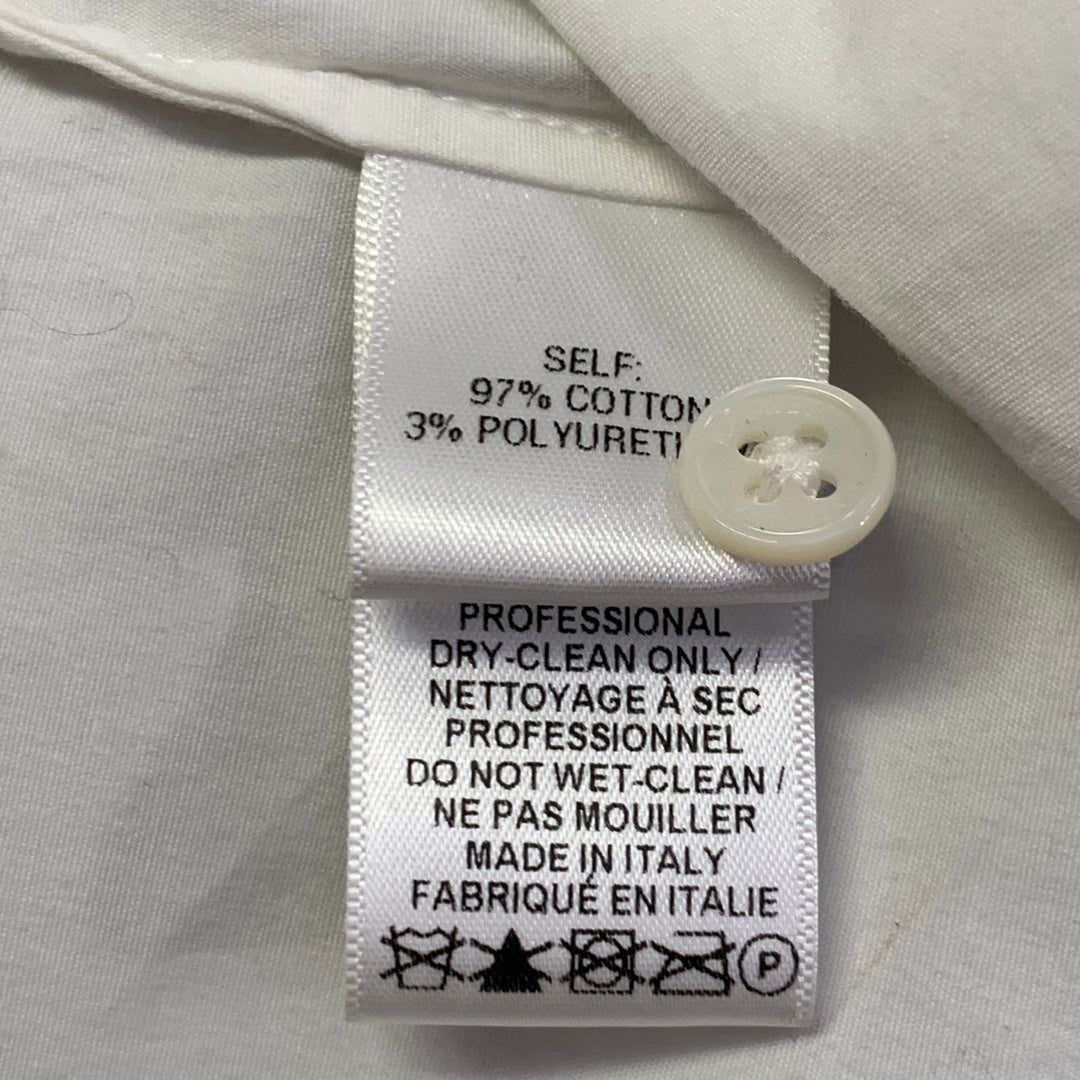 SELF:
97% COTTON
3%
PROFESSIONAL
DRY-CLEAN ONLY /
NETTOYAGE À SEC
PROFESSIONNEL
DO NOT WET-CLEAN /
NE PAS MOUILLER
MADE IN ITALY
FABRIQUÉ EN ITALIE
P